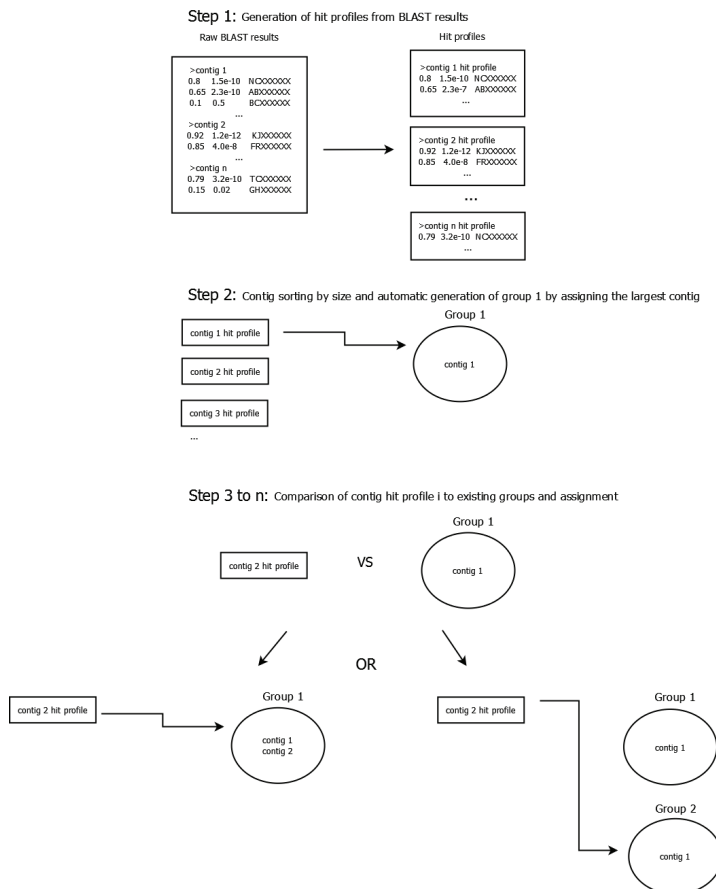 Step 1: Generation of hit profiles from BLAST results
Raw BLAST results
>contig 1
0.8 1.5e-10 NCXXXXXX
0.65 2.3e-10 ABXXXXXX
0.1 0.5 BCXXXXXX
...
>contig 2
0.92 1.2e-12 KJXXXXXX
0.85 4.0e-8 FRXXXXXX
...
>contig n
0.79 3.2e-10 TCXXXXXX
0.15 0.02 GHXXXXXX
Hit profiles
>contig 1 hit profile
0.8 1.5e-10 NCXXXXXX
0.65 2.3e-7 ABXXXXXX
...
>contig 2 hit profile
0.92 1.2e-12 KJXXXXXX
0.85 4.0e-8 FRXXXXXX
...
...
>contig n hit profile
0.79 3.2e-10 NCXXXXXX
...
Step 2: Contig sorting by size and automatic generation of group 1 by assigning the largest contig
contig 1 hit profile
contig 2 hit profile
contig 3 hit profile
...
Group 1
contig 1
Step 3 to n: Comparison of contig hit profile i to existing groups and assignment
contig 2 hit profile
VS
Group 1
contig 1
OR
contig 2 hit profile
Group 1
contig 1
contig 2
contig 2 hit profile
Group 1
contig 1
Group 2
contig 1